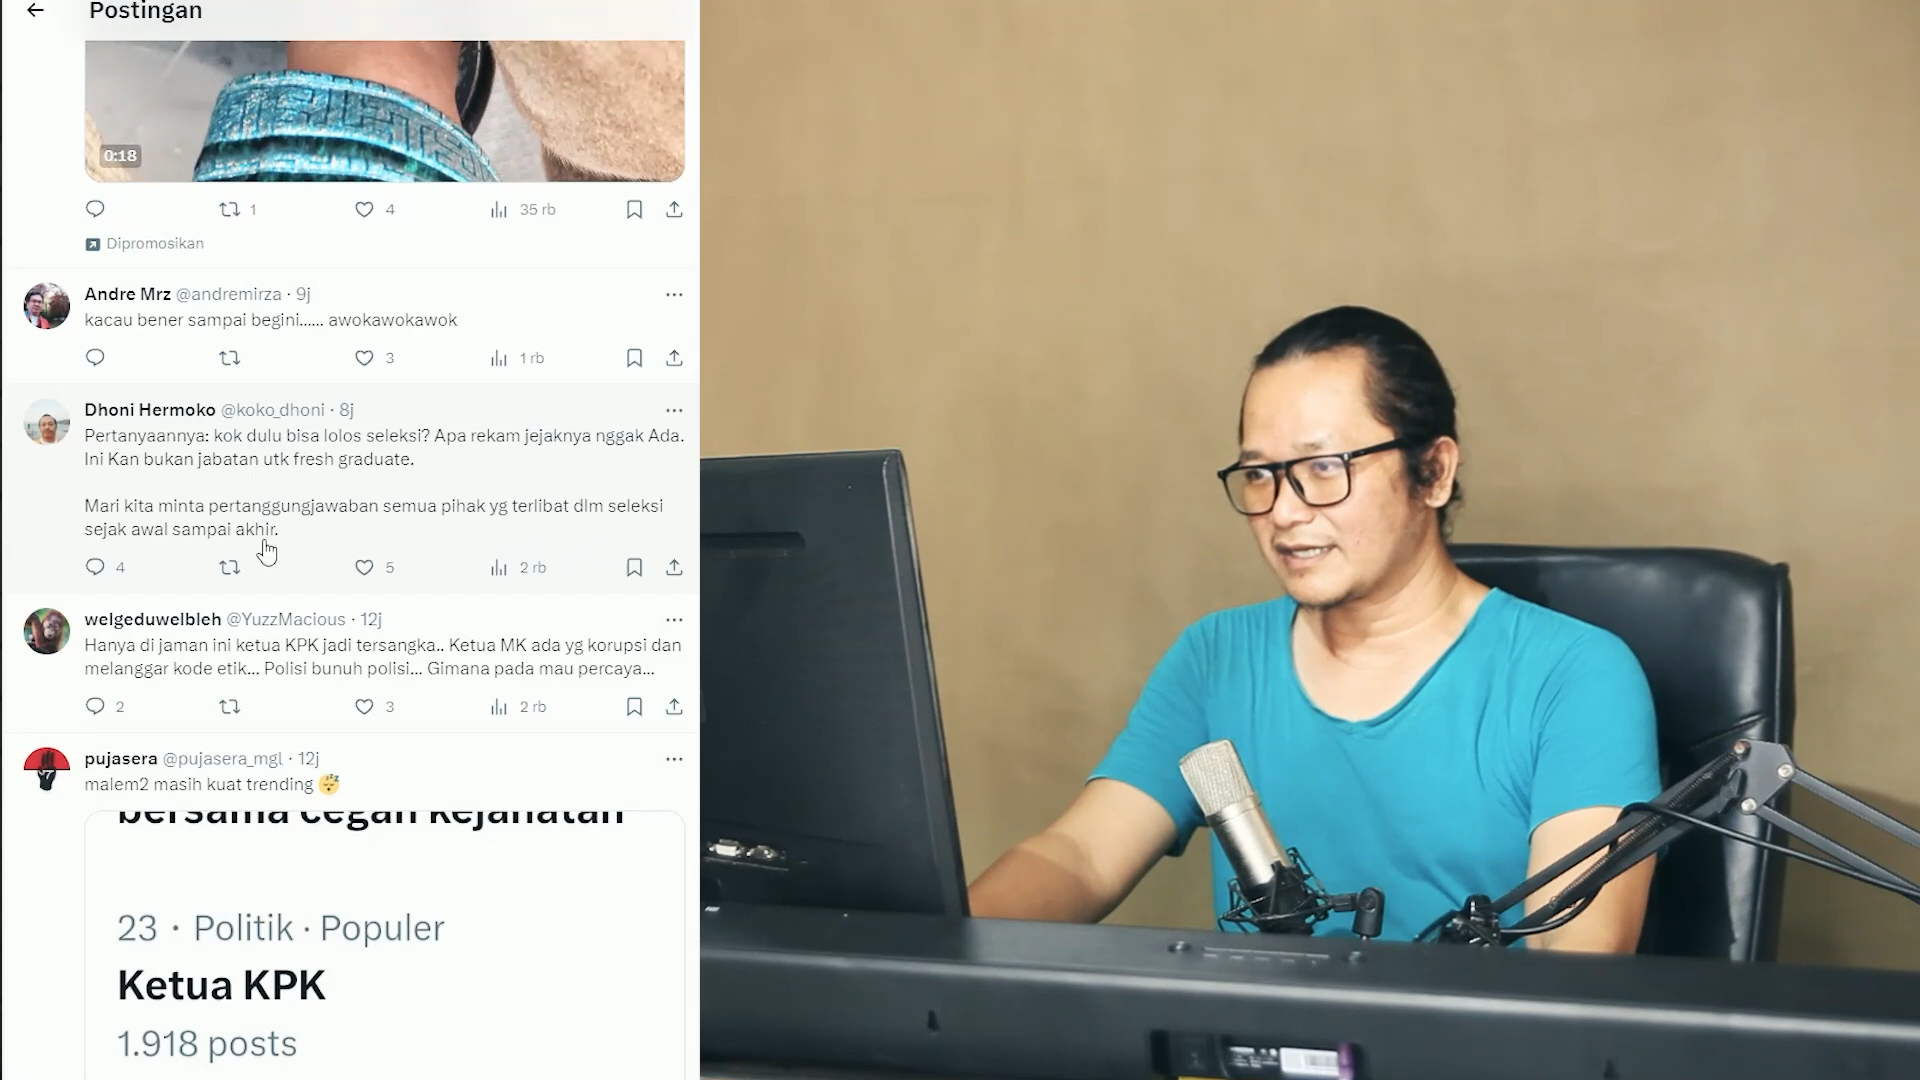 Postingan
0:18
1
4
35 rb
Dipromosikan
Andre Mrz @andremirza · 9j
kacau bener sampai begini...... awokawokawok
3
1 rb
Dhoni Hermoko @koko_dhoni · 8j
Pertanyaannya: kok dulu bisa lolos seleksi? Apa rekam jejaknya nggak Ada.
Ini Kan bukan jabatan utk fresh graduate.
Mari kita minta pertanggungjawaban semua pihak yg terlibat dlm seleksi
sejak awal sampai akhir.
4
5
2 rb
welgeduwelbleh @YuzzMacious · 12j
Hanya di jaman ini ketua KPK jadi tersangka.. Ketua MK ada yg korupsi dan
melanggar kode etik... Polisi bunuh polisi... Gimana pada mau percaya...
2
3
2 rb
pujasera @pujasera_mgl · 12j
malem2 masih kuat trending 😴
bersama cegah kejahatan
23 · Politik · Populer
Ketua KPK
1.918 posts